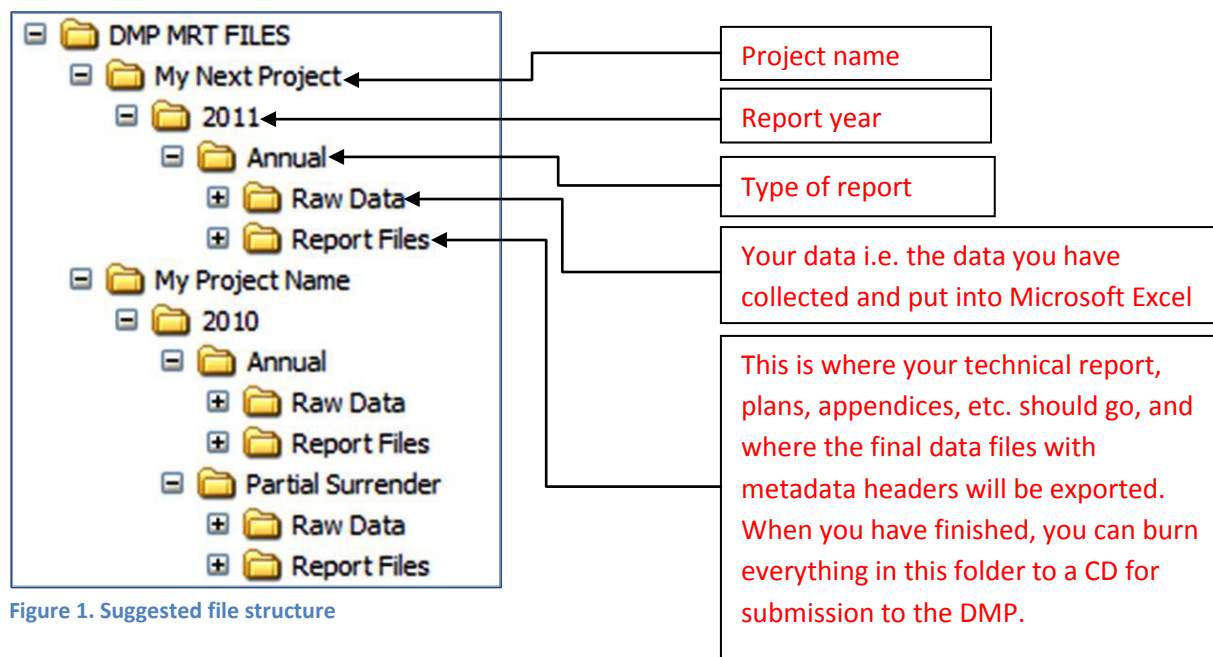 DMP MRT FILES
My Next Project
2011
Annual
Raw Data
Report Files
My Project Name
2010
Annual
Raw Data
Report Files
Partial Surrender
Raw Data
Report Files
Figure 1. Suggested file structure
Project name
Report year
Type of report
Your data i.e. the data you have
collected and put into Microsoft Excel
This is where your technical report,
plans, appendices, etc. should go, and
where the final data files with
metadata headers will be exported.
When you have finished, you can burn
everything in this folder to a CD for
submission to the DMP.